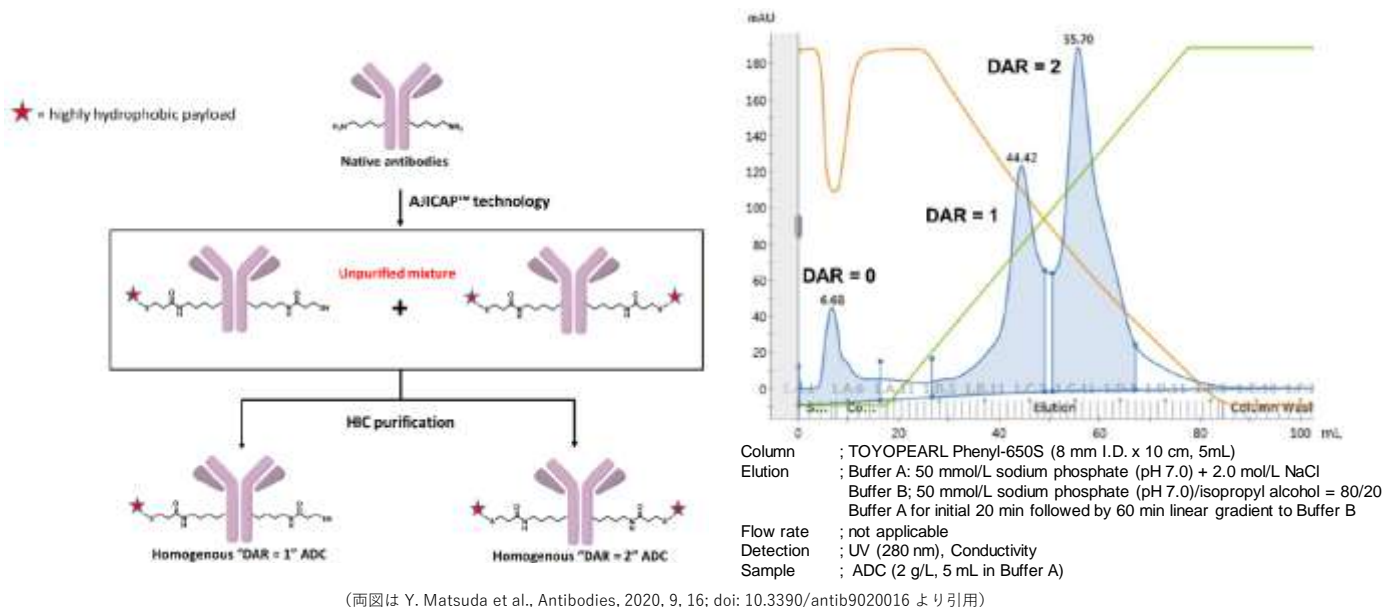 = highly hydrophobic payload
H₂N
NH₂
Native antibodies
AJICAP™ technology
Unpurified mixture
+
O
S
N
H
O
N
H
SH
O
S
N
H
O
N
H
S
HIC purification
O
S
N
H
O
N
H
SH
Homogenous "DAR = 1" ADC
O
S
N
H
O
N
H
S
Homogenous "DAR = 2" ADC
mAU
180
160
140
120
100
80
60
40
20
0
DAR = 0
6.68
DAR = 1
44.42
DAR = 2
55.70
S...
Co...
Elution
Column Wast
0
20
40
60
80
100
mL
Column ; TOYOPEARL Phenyl-650S (8 mm I.D. x 10 cm, 5mL)
Elution ; Buffer A: 50 mmol/L sodium phosphate (pH 7.0) + 2.0 mol/L NaCl
Buffer B; 50 mmol/L sodium phosphate (pH 7.0)/isopropyl alcohol = 80/20
Buffer A for initial 20 min followed by 60 min linear gradient to Buffer B
Flow rate ; not applicable
Detection ; UV (280 nm), Conductivity
Sample ; ADC (2 g/L, 5 mL in Buffer A)
(両図は Y. Matsuda et al., Antibodies, 2020, 9, 16; doi: 10.3390/antib9020016 より引用)